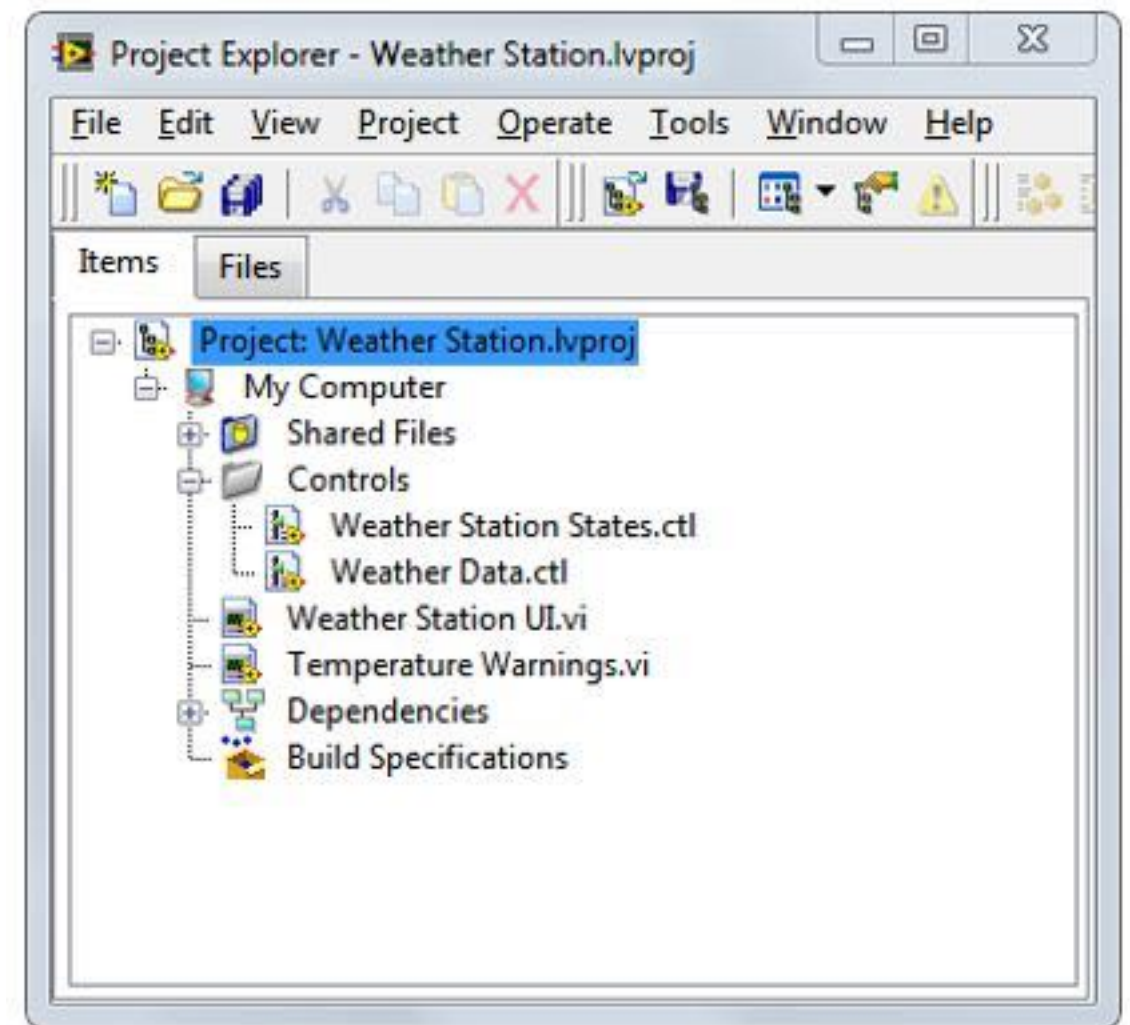 Project Explorer - Weather Station.lvproj
File Edit View Project Operate Tools Window Help
Items Files
Project: Weather Station.lvproj
My Computer
Shared Files
Controls
Weather Station States.ctl
Weather Data.ctl
Weather Station UI.vi
Temperature Warnings.vi
Dependencies
Build Specifications